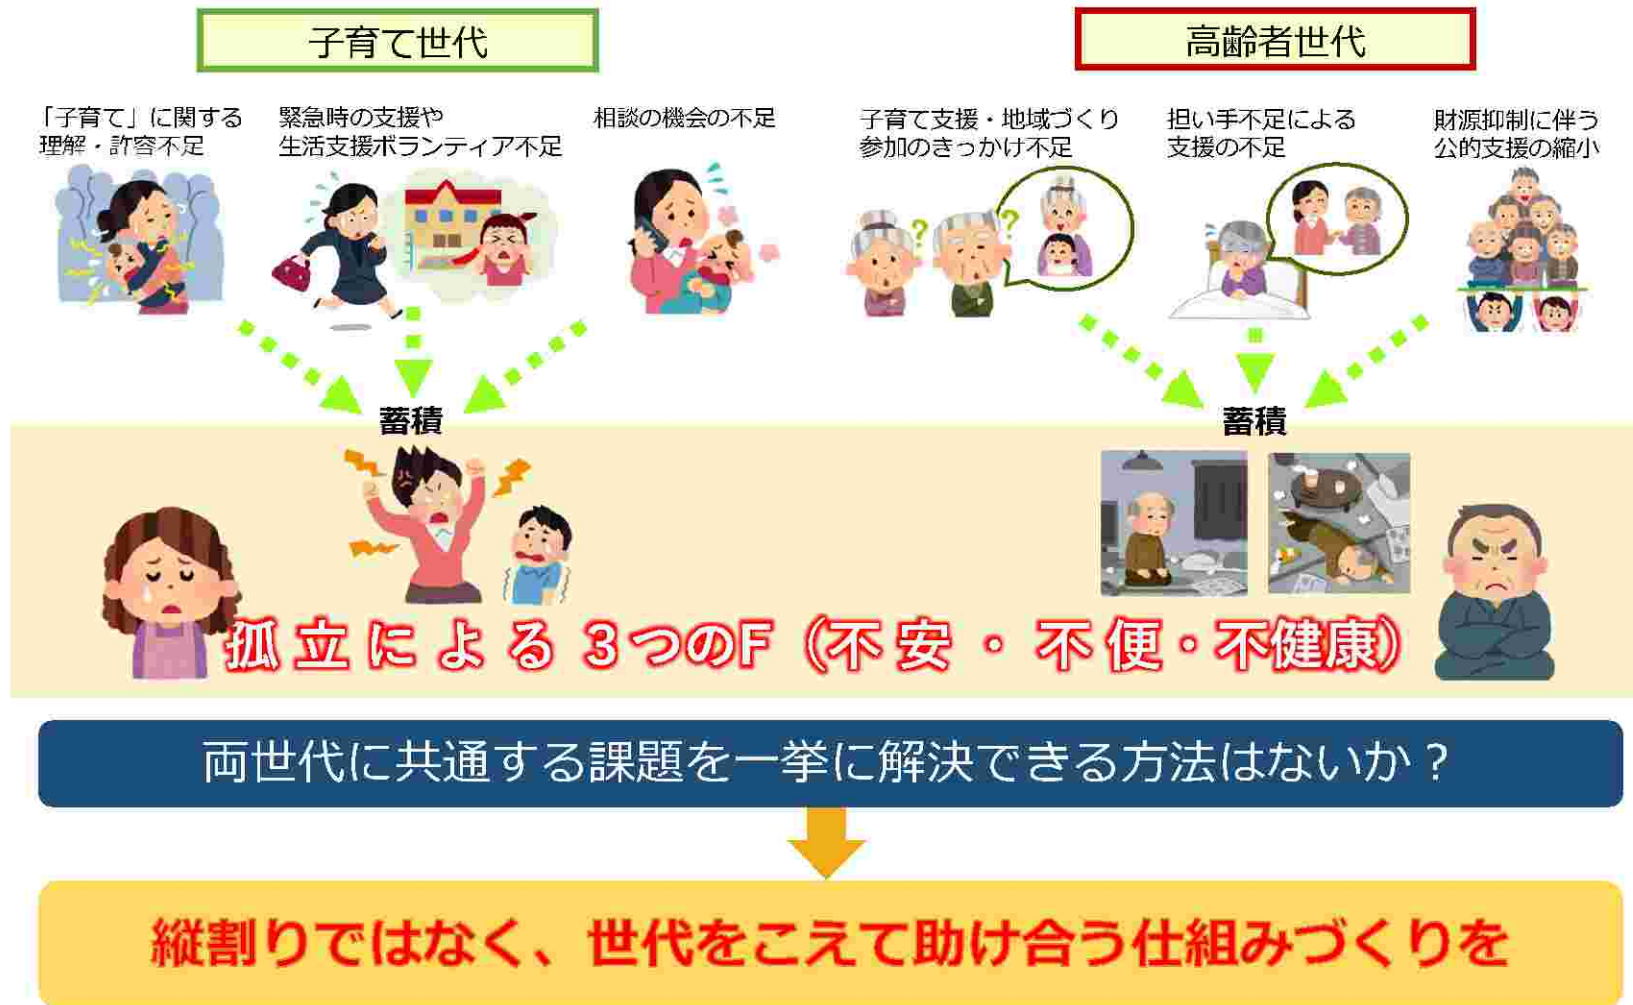 子育て世代
高齢者世代
「子育て」に関する
理解・許容不足
緊急時の支援や
生活支援ボランティア不足
相談の機会の不足
子育て支援・地域づくり
参加のきっかけ不足
担い手不足による
支援の不足
財源抑制に伴う
公的支援の縮小
?
?
蓄積
蓄積
孤立による 3つのF（不安・不便・不健康）
両世代に共通する課題を一挙に解決できる方法はないか？
縦割りではなく、世代をこえて助け合う仕組みづくりを